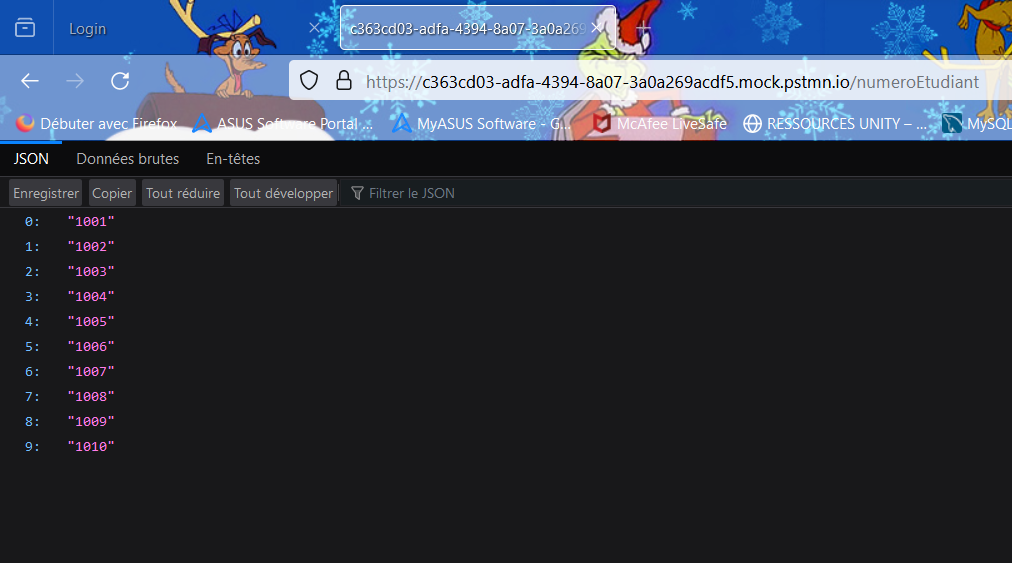 Login
c363cd03-adfa-4394-8a07-3a0a269
https://c363cd03-adfa-4394-8a07-3a0a269acdf5.mock.pstmn.io/numeroEtudiant
Débuter avec Firefox ASUS Software Portal ... MyASUS Software - G... McAfee LiveSafe RESSOURCES UNITY – ... MySQL
JSON Données brutes En-têtes
Enregistrer Copier Tout réduire Tout développer Filtrer le JSON
0: "1001"
1: "1002"
2: "1003"
3: "1004"
4: "1005"
5: "1006"
6: "1007"
7: "1008"
8: "1009"
9: "1010"